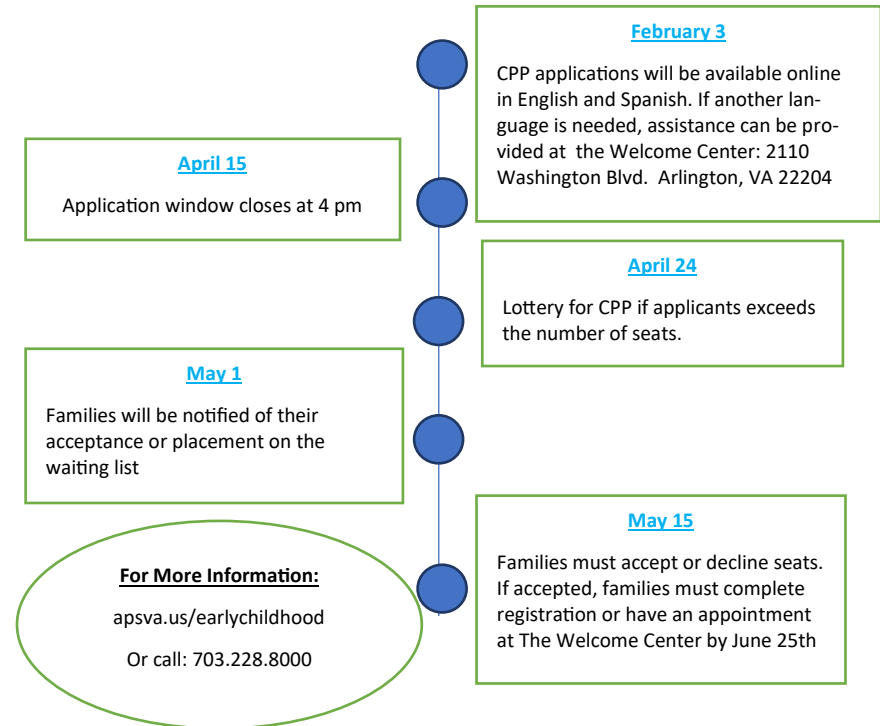 February 3
CPP applications will be available online
in English and Spanish. If another lan-
guage is needed, assistance can be pro-
vided at  the Welcome Center: 2110
Washington Blvd.  Arlington, VA 22204
April 15
Application window closes at 4 pm
April 24
Lottery for CPP if applicants exceeds
the number of seats.
May 1
Families will be notified of their
acceptance or placement on the
waiting list
May 15
Families must accept or decline seats.
If accepted, families must complete
registration or have an appointment
at The Welcome Center by June 25th
For More Information:
apsva.us/earlychildhood
Or call: 703.228.8000